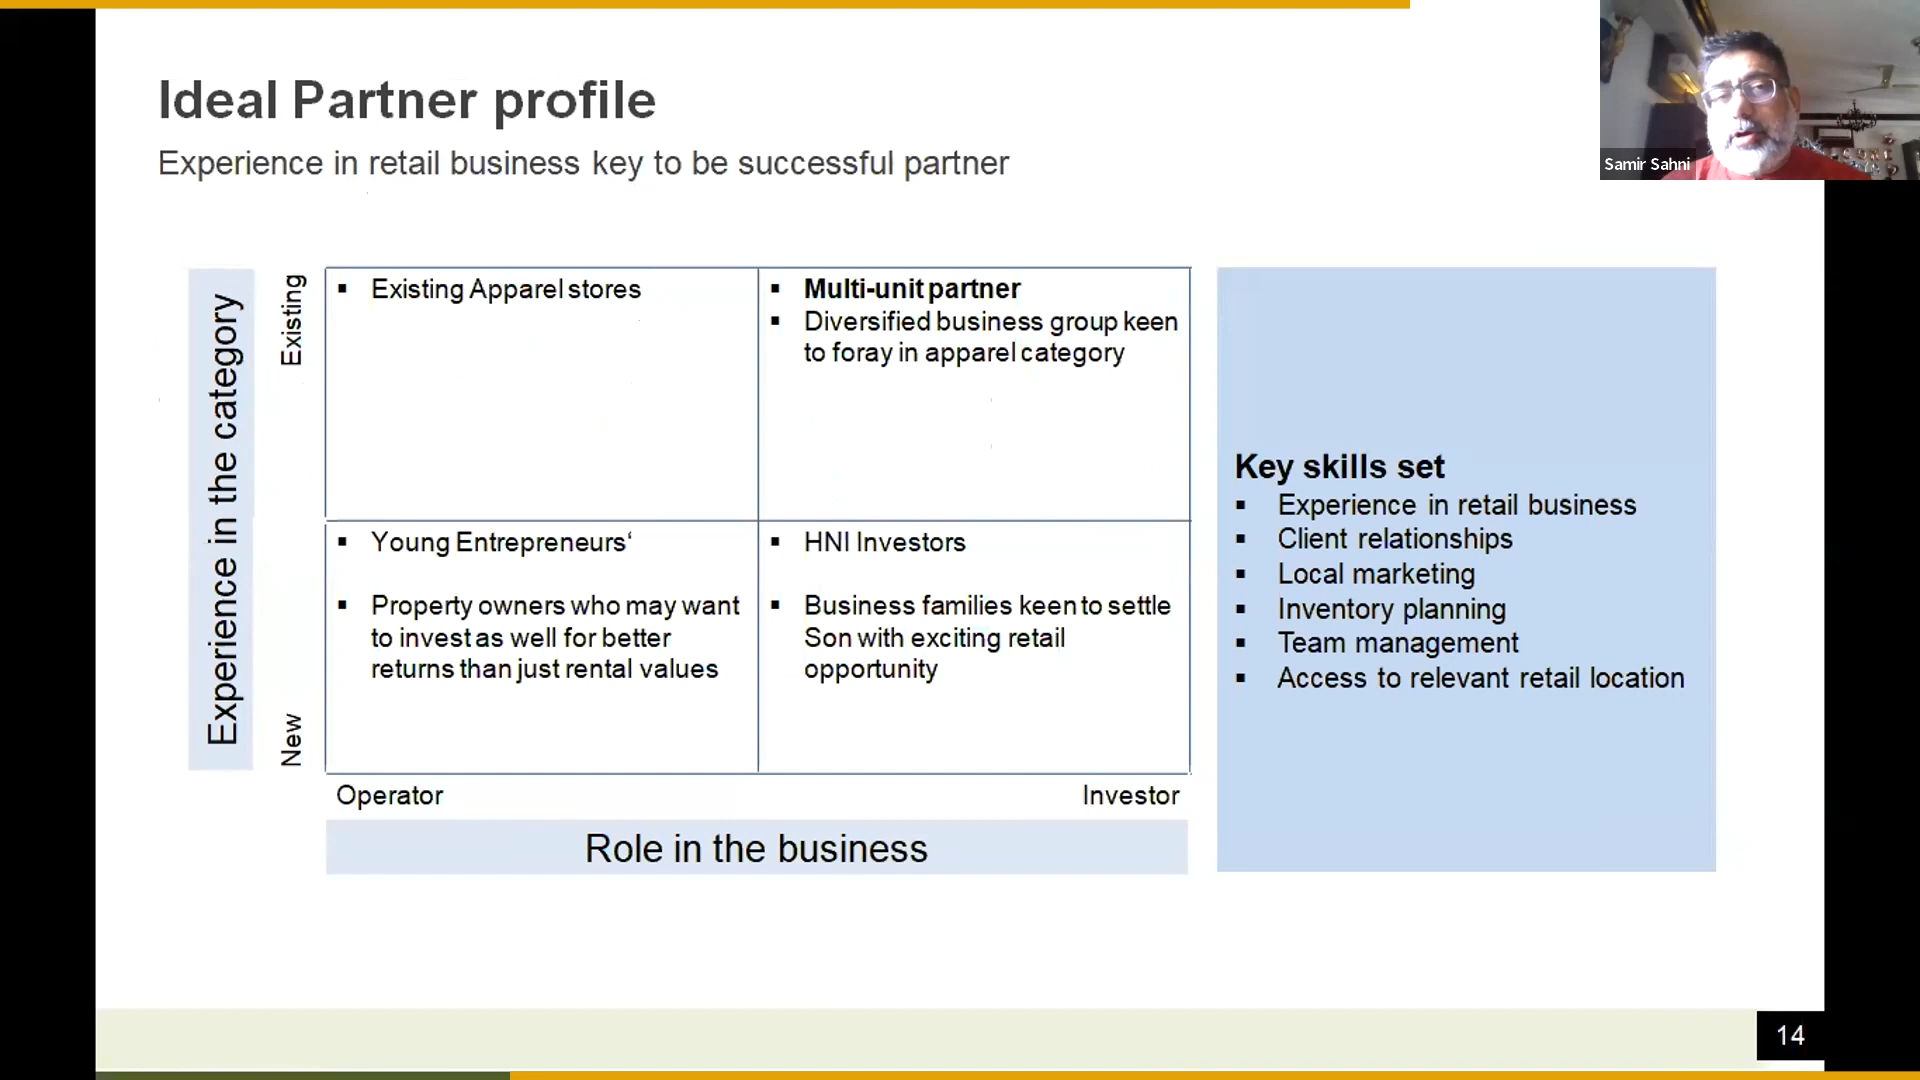 Ideal Partner profile
Experience in retail business key to be successful partner
Samir Sahni
Experience in the category
Existing
New
▪ Existing Apparel stores
▪ Multi-unit partner
▪ Diversified business group keen
to foray in apparel category
▪ Young Entrepreneurs‘
▪ Property owners who may want
to invest as well for better
returns than just rental values
▪ HNI Investors
▪ Business families keen to settle
Son with exciting retail
opportunity
Operator
Investor
Role in the business
Key skills set
▪ Experience in retail business
▪ Client relationships
▪ Local marketing
▪ Inventory planning
▪ Team management
▪ Access to relevant retail location
14